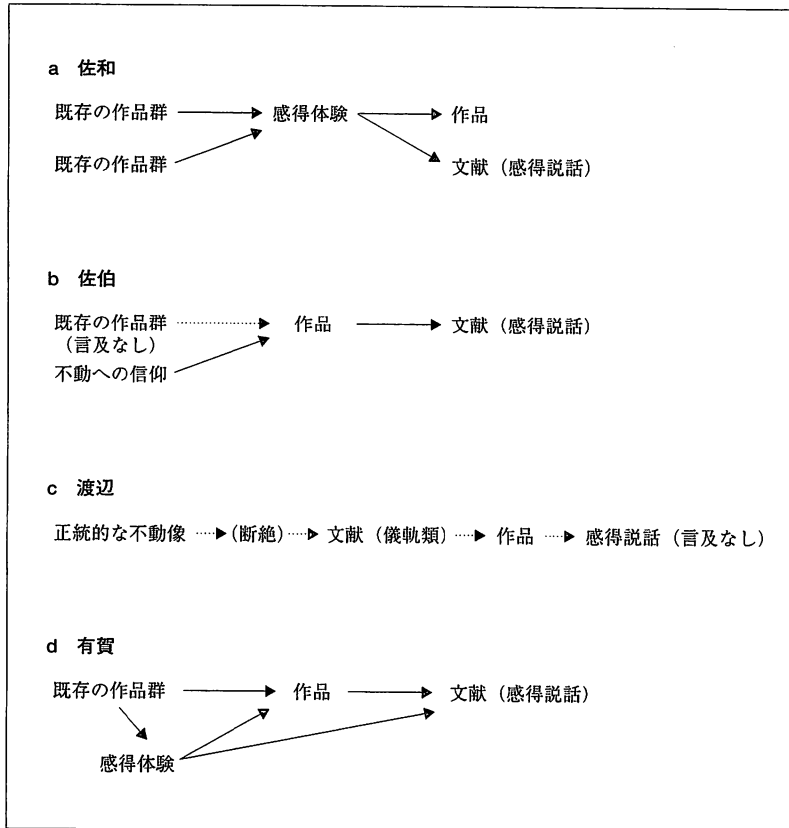 a 佐和
既存の作品群 感得体験 作品
既存の作品群 文献（感得説話）
b 佐伯
既存の作品群 作品 文献（感得説話）
（言及なし）
不動への信仰
c 渡辺
正統的な不動像 （断絶） 文献（儀軌類） 作品 感得説話（言及なし）
d 有賀
既存の作品群 作品 文献（感得説話）
感得体験